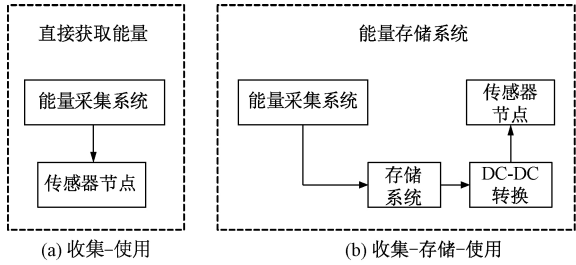 直接获取能量
能量采集系统
传感器节点
(a) 收集-使用
能量存储系统
能量采集系统
传感器
节点
存储
系统
DC-DC
转换
(b) 收集-存储-使用